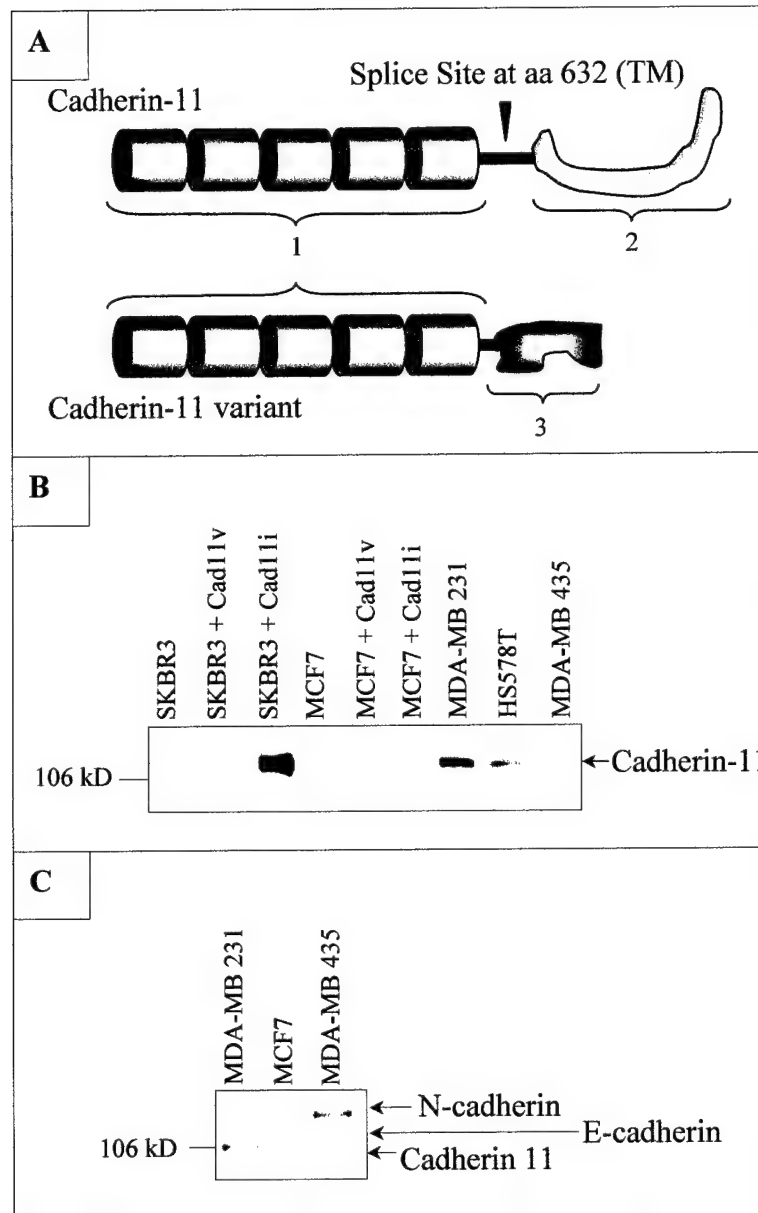 A
Splice Site at aa 632 (TM)
Cadherin-11
1
2
Cadherin-11 variant
3
B
SKBR3
SKBR3 + Cad11v
SKBR3 + Cad11i
MCF7
MCF7 + Cad11v
MCF7 + Cad11i
MDA-MB 231
HS578T
MDA-MB 435
106 kD
Cadherin-11
C
MDA-MB 231
MCF7
MDA-MB 435
N-cadherin
E-cadherin
106 kD
Cadherin 11